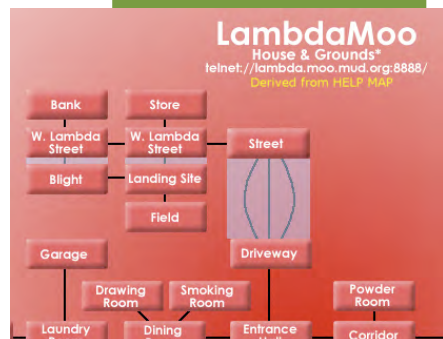 LambdaMoo
House & Grounds*
telnet://lambda.moo.mud.org:8888/
Derived from HELP MAP
Bank
Store
W. Lambda
Street
W. Lambda
Street
Street
Blight
Landing Site
Field
Garage
Driveway
Drawing
Room
Smoking
Room
Powder
Room
Laundry
Dining
Entrance
Corridor